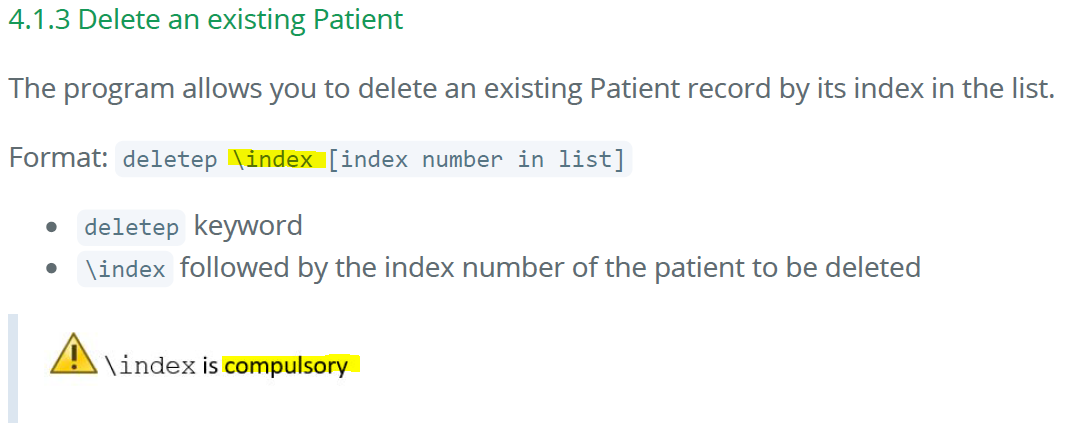 4.1.3 Delete an existing Patient
The program allows you to delete an existing Patient record by its index in the list.
Format: deletep \index [index number in list]
deletep keyword
\index followed by the index number of the patient to be deleted
\index is compulsory